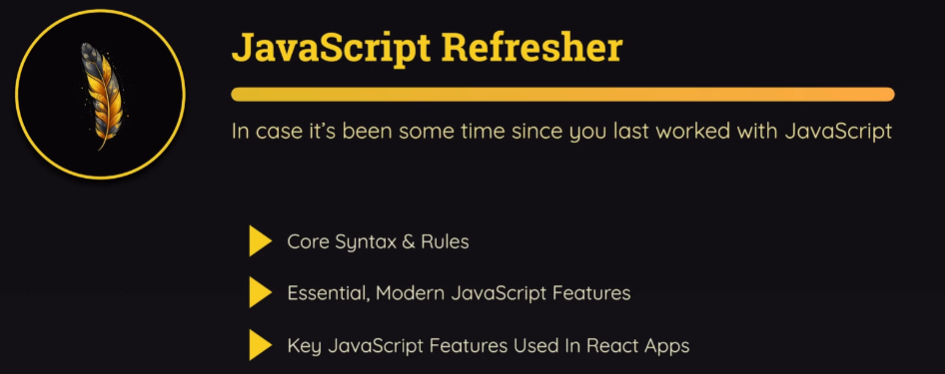 JavaScript Refresher
In case it's been some time since you last worked with JavaScript
Core Syntax & Rules
Essential, Modern JavaScript Features
Key JavaScript Features Used In React Apps